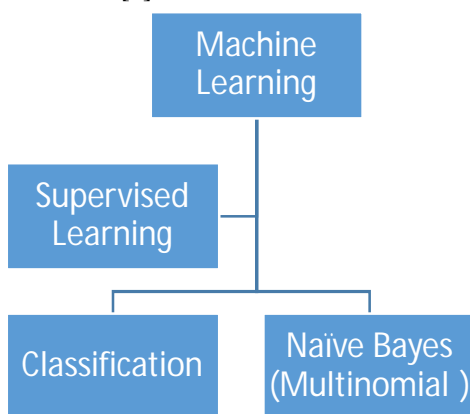 Machine
Learning
Supervised
Learning
Classification
Naïve Bayes
(Multinomial )